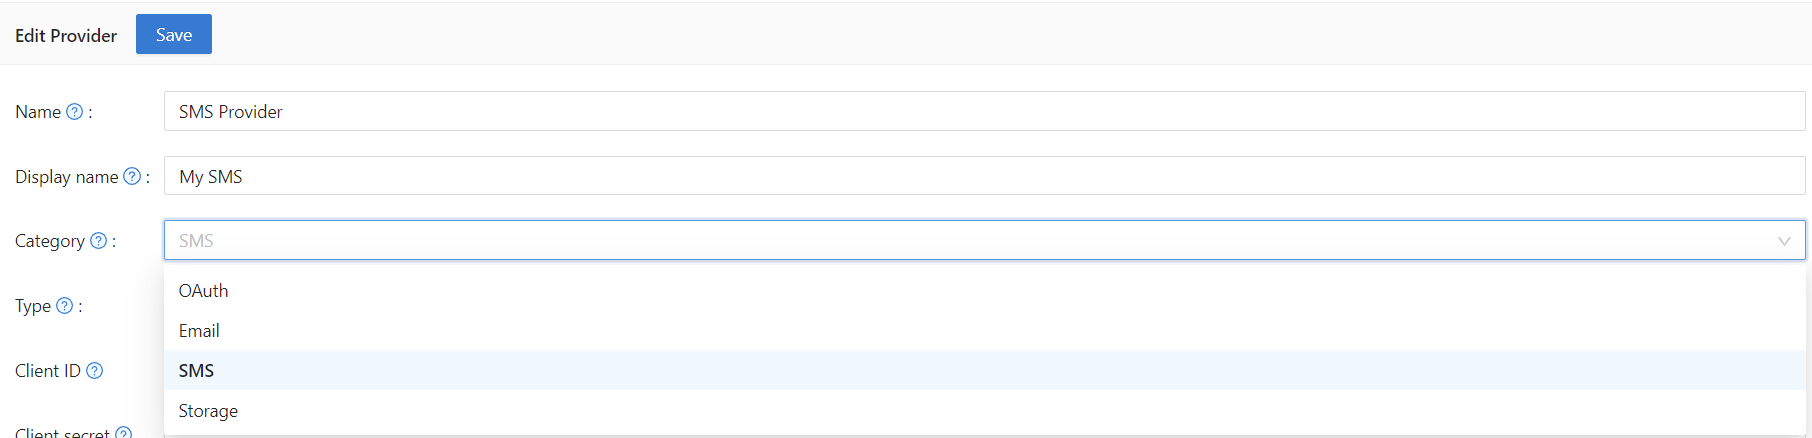 Edit Provider Save
Name ? : SMS Provider
Display name ? : My SMS
Category ? : SMS
OAuth
Type ? :
Email
Client ID ? SMS
Storage
Client secret ?